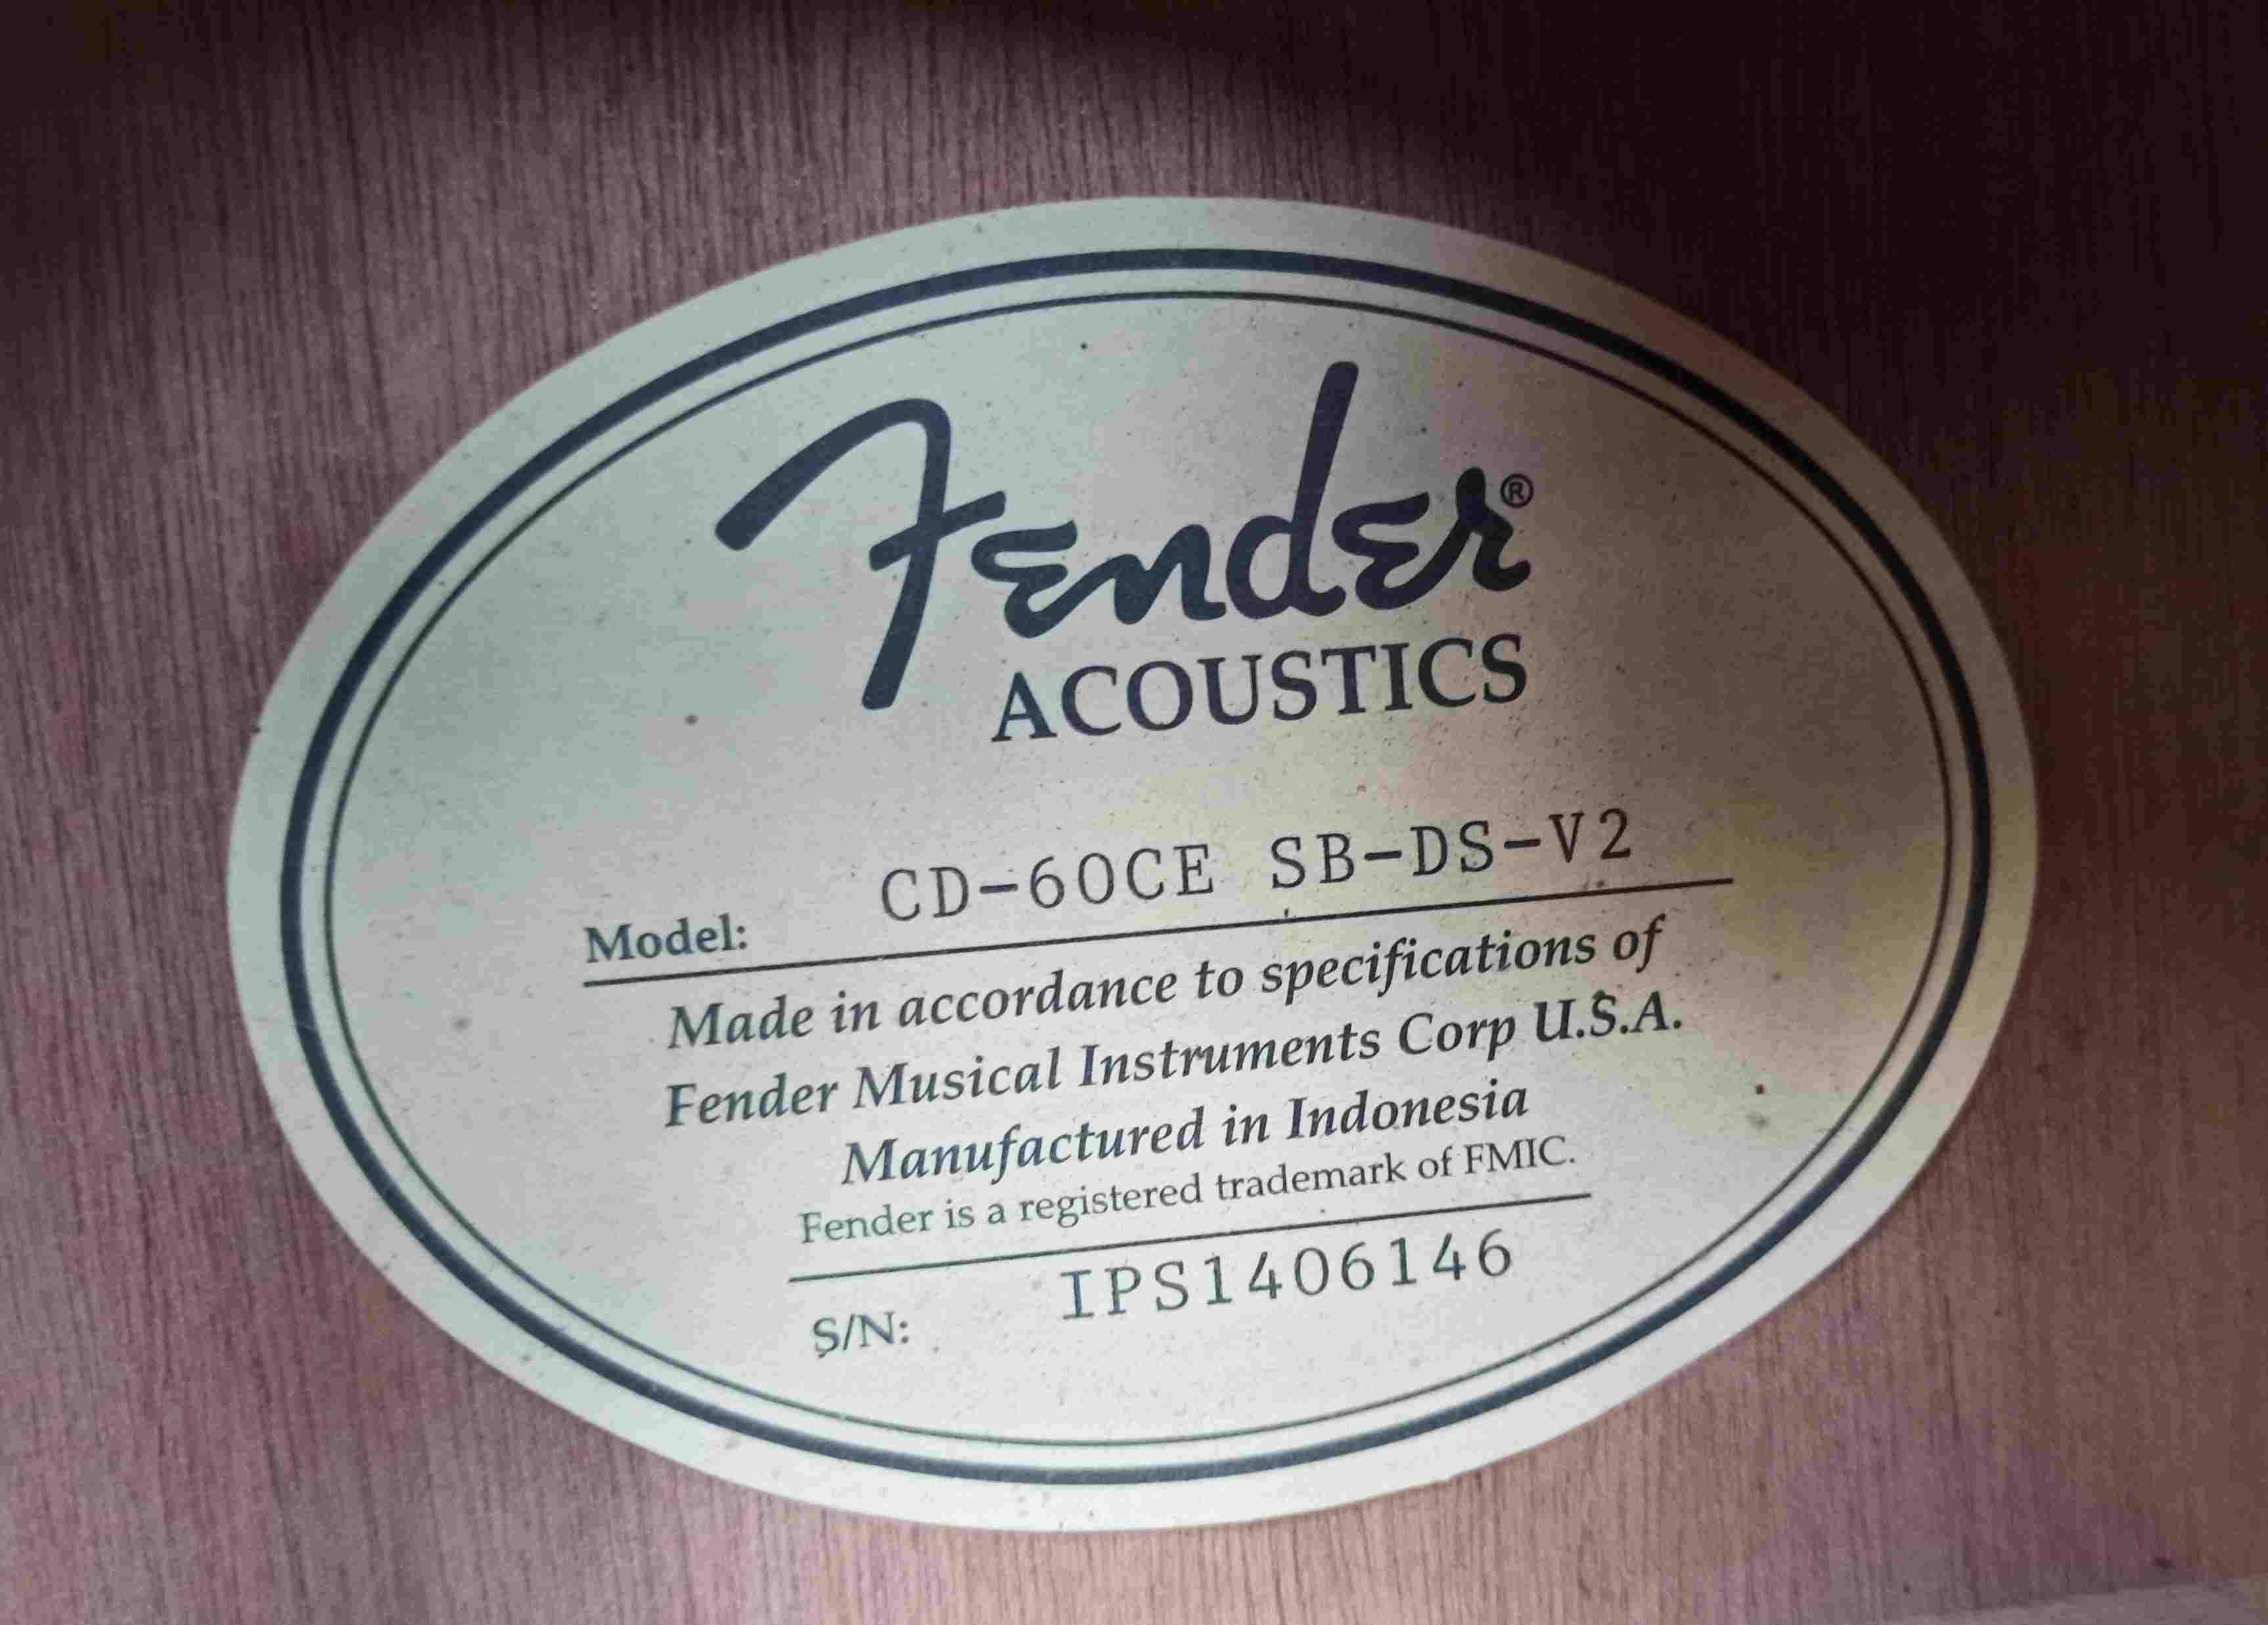 Fender®
ACOUSTICS
Model: CD-60CE SB-DS-V2
Made in accordance to specifications of
Fender Musical Instruments Corp U.S.A.
Manufactured in Indonesia
Fender is a registered trademark of FMIC.
S/N: IPS1406146